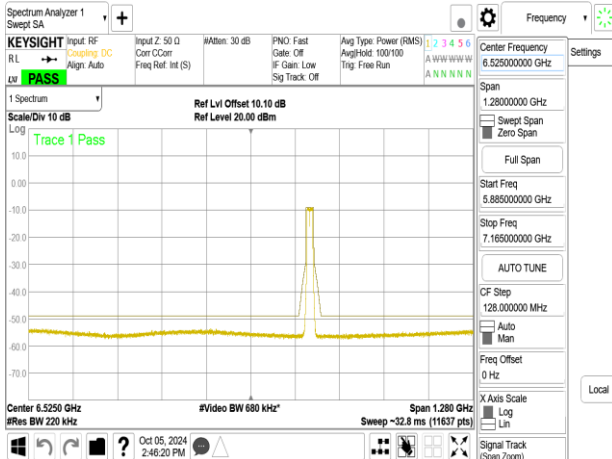 Spectrum Analyzer 1
Swept SA
▼
+
Frequency ▼
KEYSIGHT
RL
LXI
PASS
Input: RF
Coupling: DC
Align: Auto
Input Z: 50 Ω
Corr CCorr
Freq Ref: Int (S)
#Atten: 30 dB
PNO: Fast
Gate: Off
IF Gain: Low
Sig Track: Off
Avg Type: Power (RMS)
Avg|Hold: 100/100
Trig: Free Run
1 2 3 4 5 6
A W W W W W
A N N N N N
1 Spectrum ▼
Scale/Div 10 dB
Ref Lvl Offset 10.10 dB
Ref Level 20.00 dBm
Log
Trace 1 Pass
10.0
0.00
-10.0
-20.0
-30.0
-40.0
-50.0
-60.0
-70.0
Center 6.5250 GHz
#Video BW 680 kHz*
Span 1.280 GHz
#Res BW 220 kHz
Sweep ~32.8 ms (11637 pts)
Oct 05, 2024
2:46:20 PM
?
Center Frequency
6.525000000 GHz
Settings
Span
1.28000000 GHz
Swept Span
Zero Span
Full Span
Start Freq
5.885000000 GHz
Stop Freq
7.165000000 GHz
AUTO TUNE
CF Step
128.000000 MHz
Auto
Man
Freq Offset
0 Hz
Local
X Axis Scale
Log
Lin
Signal Track
(Span Zoom)